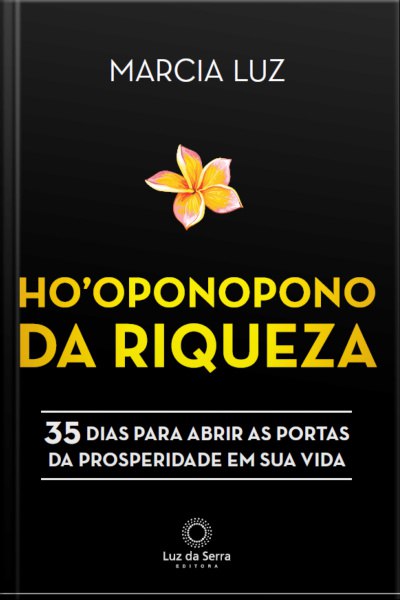 MARCIA LUZ
HO'OPONOPONO
DA RIQUEZA
35 DIAS PARA ABRIR AS PORTAS
DA PROSPERIDADE EM SUA VIDA
Luz da Serra
EDITORA